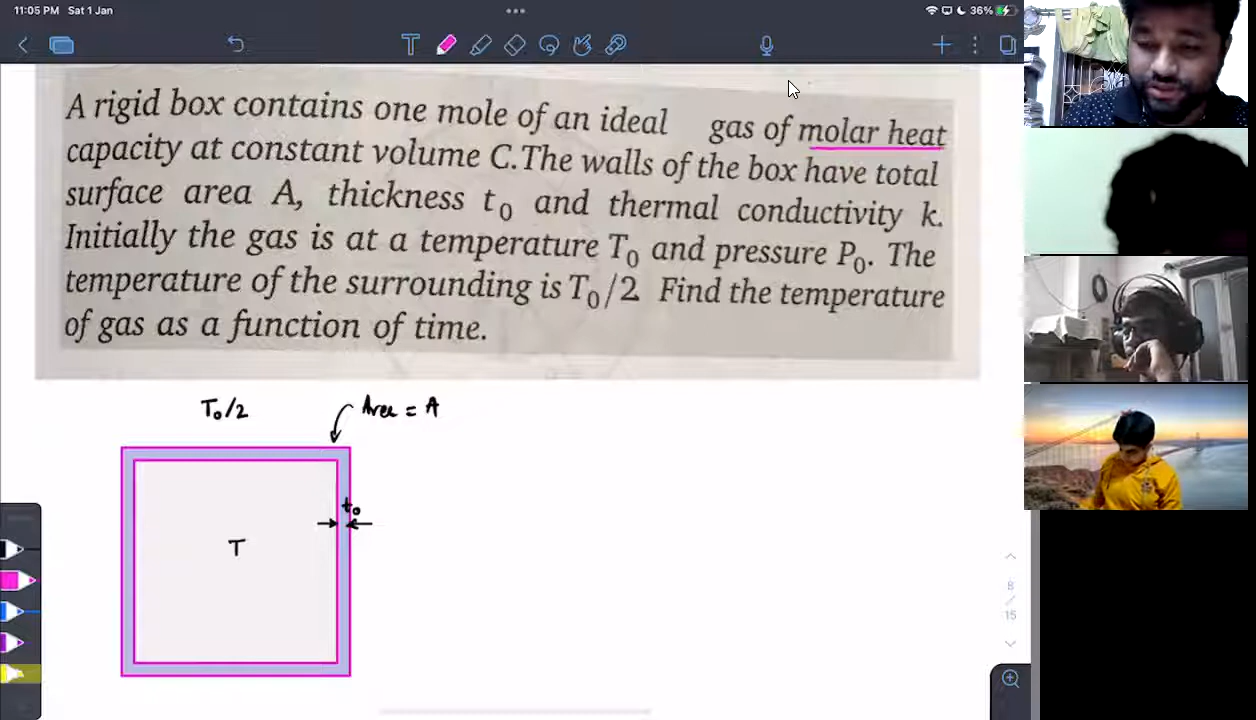 11:05 PM Sat 1 Jan
36%
T
A rigid box contains one mole of an ideal gas of molar heat
capacity at constant volume C.The walls of the box have total
surface area A, thickness t₀ and thermal conductivity k.
Initially the gas is at a temperature T₀ and pressure P₀. The
temperature of the surrounding is T₀/2 Find the temperature
of gas as a function of time.
T₀/2
Area = A
t₀
T
8
/
15